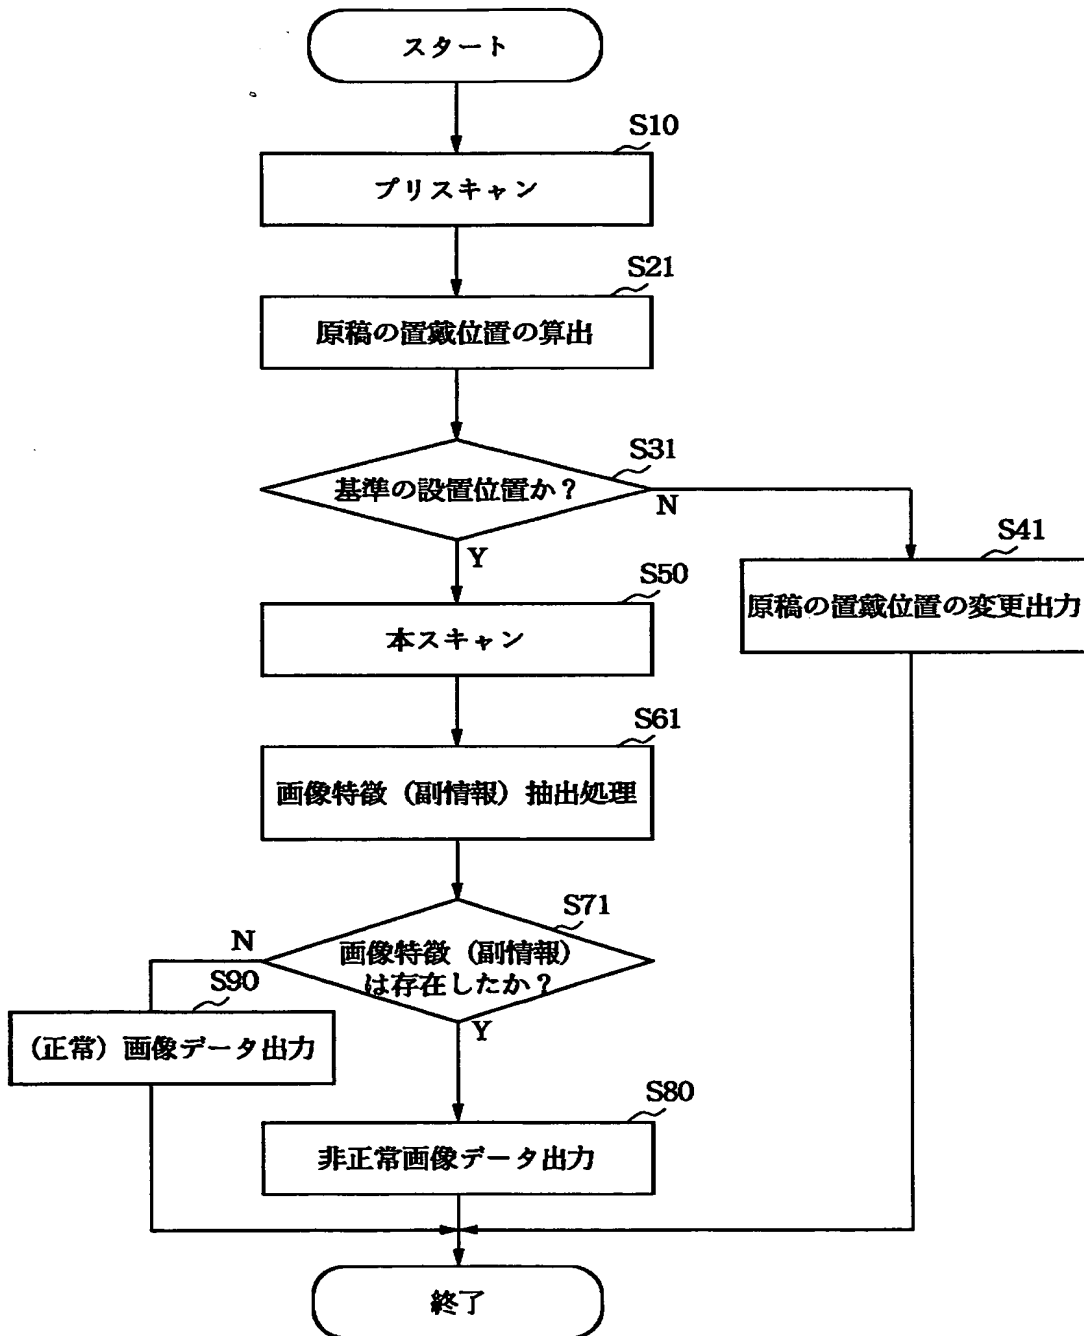 スタート
S10
プリスキャン
S21
原稿の置戴位置の算出
S31
基準の設置位置か？
N
Y
S41
原稿の置戴位置の変更出力
S50
本スキャン
S61
画像特徴（副情報）抽出処理
S71
画像特徴（副情報）
は存在したか？
N
Y
S90
（正常）画像データ出力
S80
非正常画像データ出力
終了